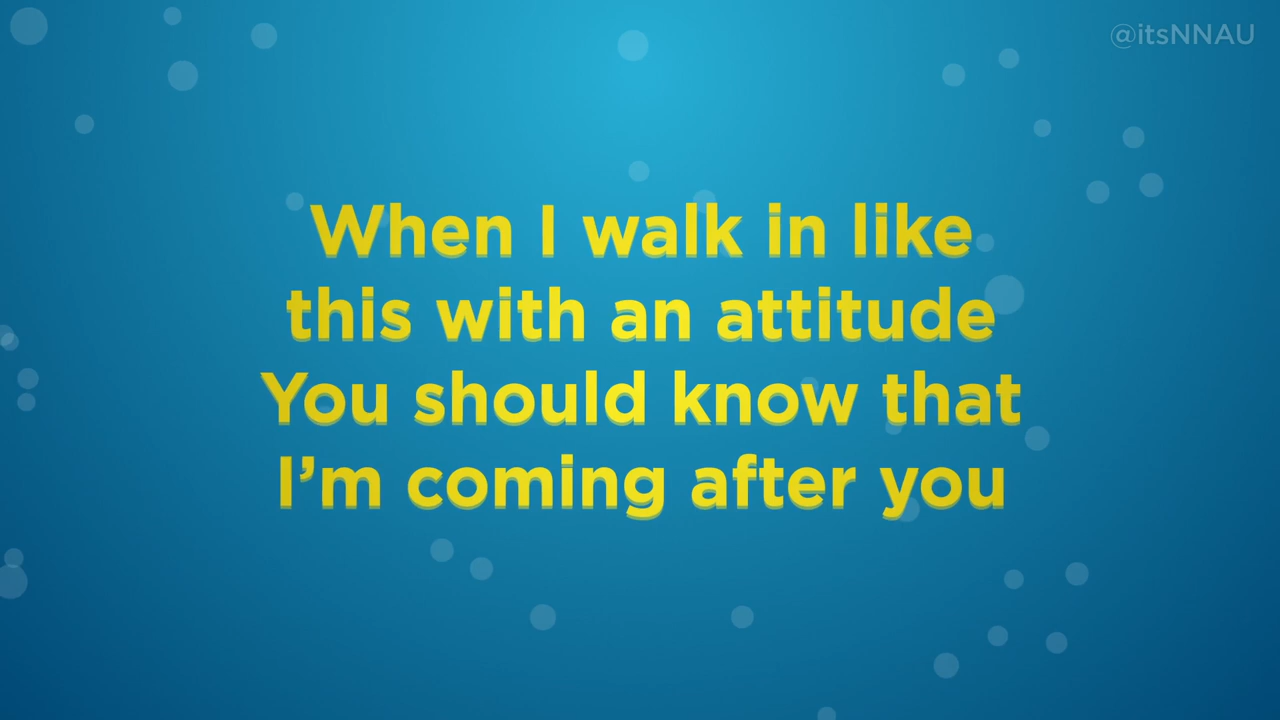 @itsNNAU
When I walk in like
this with an attitude
You should know that
I’m coming after you